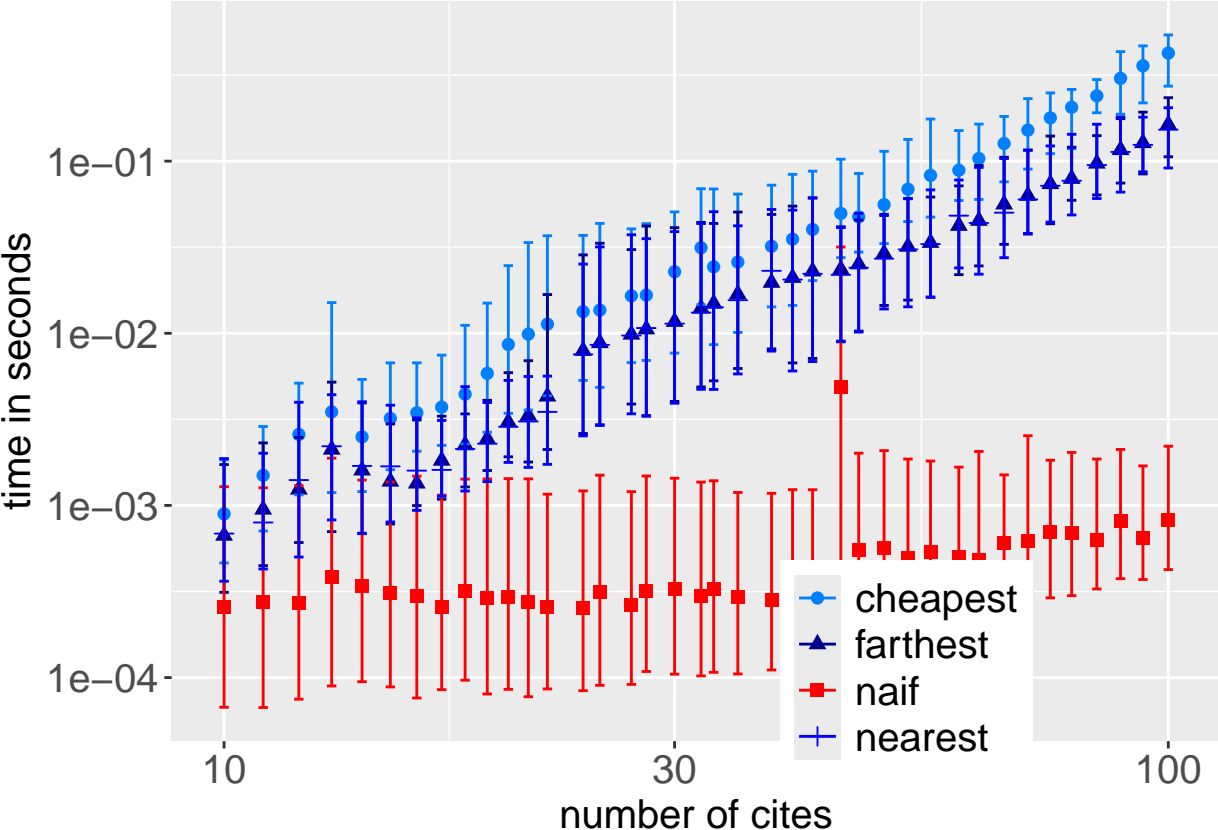 time in seconds
1e−01
1e−02
1e−03
1e−04
cheapest
farthest
naif
nearest
10
30
100
number of cites